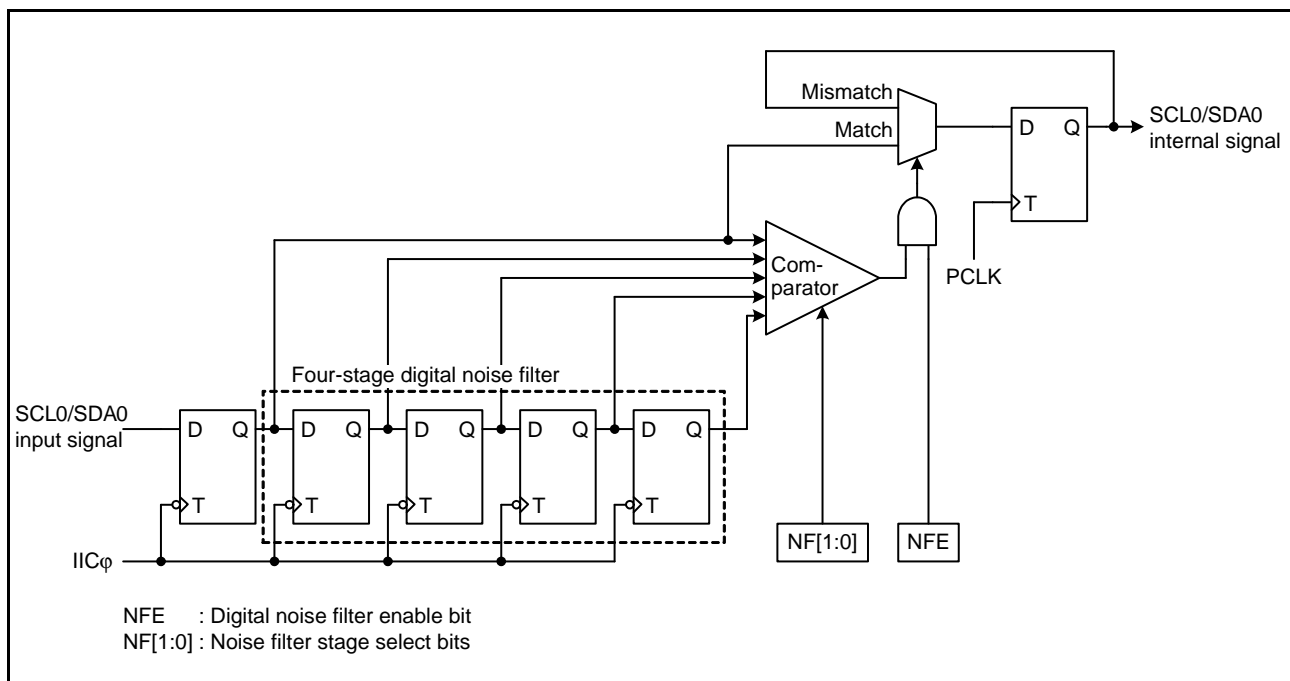 Mismatch
Match
D Q
T
SCL0/SDA0
internal signal
PCLK
Com-
parator
Four-stage digital noise filter
SCL0/SDA0
input signal
D Q D Q D Q D Q D Q
T T T T T
IICφ
NF[1:0] NFE
NFE : Digital noise filter enable bit
NF[1:0] : Noise filter stage select bits